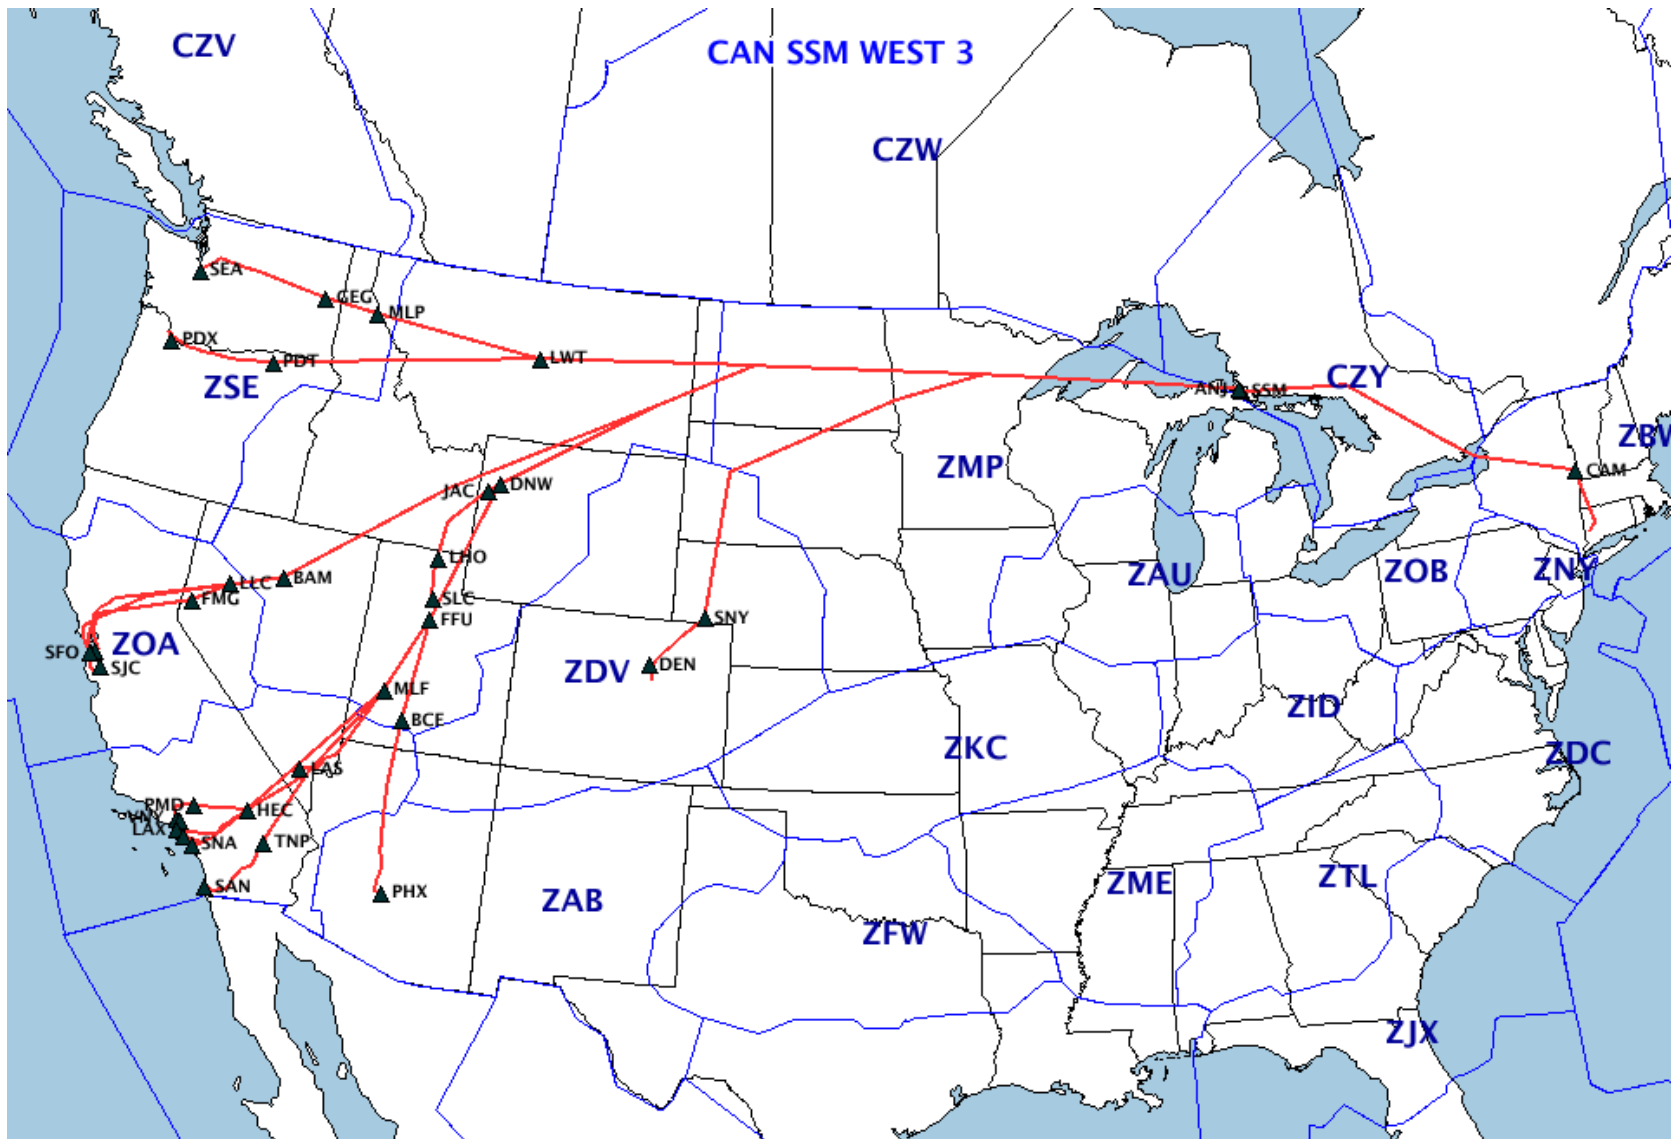 CZV
CAN SSM WEST 3
CZW
SEA
GEG
MLP
PDX
PDT
LWT
ZSE
ANJ
SSM
CZY
ZBW
ZMP
CAM
JAC
DNW
LHO
LLC
BAM
FMG
SLC
FFU
SNY
ZAU
ZOB
ZNY
SFO
ZOA
SJC
DEN
ZDV
MLF
BCE
ZID
ZKC
ZDC
LAS
PMD
HEC
VNY
LAX
SNA
TNP
SAN
PHX
ZAB
ZME
ZTL
ZFW
ZJX